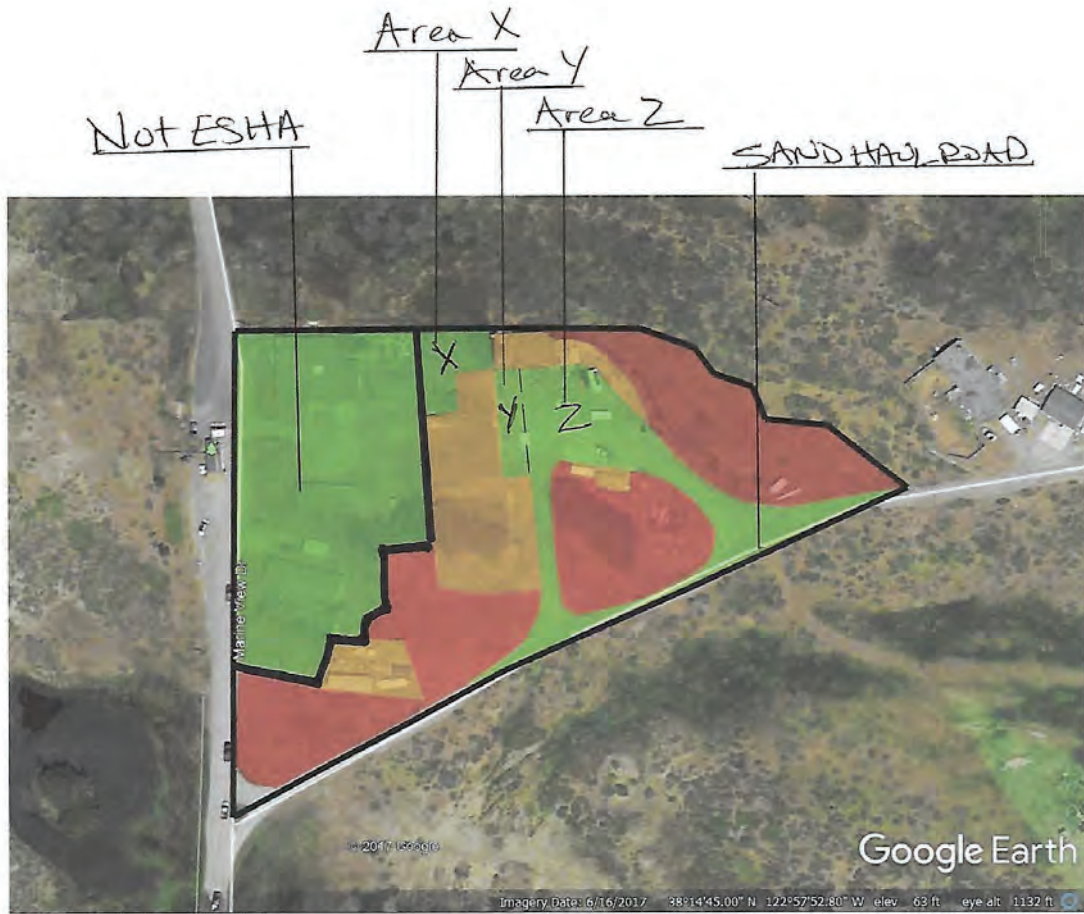 Area X
Area Y
Area Z
Not ESHA
SAND HAUL ROAD
X
Y
Z
Marine View Dr
© 2017 Google
Google Earth
Imagery Date: 6/16/2017 38°14'45.00" N 122°57'52.80" W elev 63 ft eye alt 1132 ft